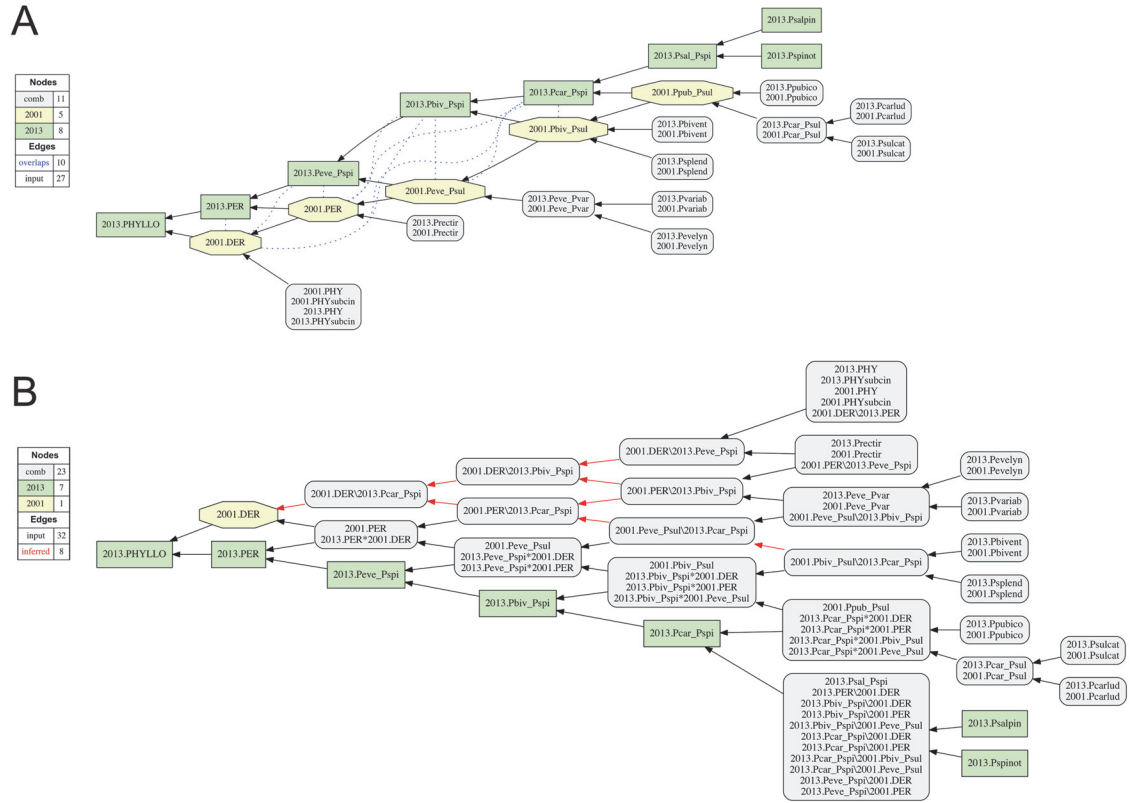 A
2013.Psalpin
2013.Psal_Pspi
2013.Pspinot
Nodes
comb 11
2001 5
2013 8
Edges
overlaps 10
input 27
2013.Pcar_Pspi
2001.Ppub_Psul
2013.Ppubico
2001.Ppubico
2013.Pbiv_Pspi
2013.Pcarlud
2001.Pcarlud
2001.Pbiv_Psul
2013.Pbivent
2001.Pbivent
2013.Pcar_Psul
2001.Pcar_Psul
2013.Psulcat
2001.Psulcat
2013.Psplend
2001.Psplend
2013.Peve_Pspi
2001.Peve_Psul
2013.Peve_Pvar
2001.Peve_Pvar
2013.Pvariab
2001.Pvariab
2013.PER
2001.PER
2013.PHYLLO
2013.Prectir
2001.Prectir
2013.Pevelyn
2001.Pevelyn
2001.DER
2001.PHY
2001.PHYsubcin
2013.PHY
2013.PHYsubcin
B
2013.PHY
2013.PHYsubcin
2001.PHY
2001.PHYsubcin
2001.DER\2013.PER
Nodes
comb 23
2013 7
2001 1
Edges
input 32
inferred 8
2001.DER\2013.Peve_Pspi
2013.Prectir
2001.Prectir
2001.PER\2013.Peve_Pspi
2001.DER\2013.Pbiv_Pspi
2013.Pevelyn
2001.Pevelyn
2001.DER\2013.Pcar_Pspi
2001.PER\2013.Pbiv_Pspi
2013.Peve_Pvar
2001.Peve_Pvar
2001.Peve_Psul\2013.Pbiv_Pspi
2013.Pvariab
2001.Pvariab
2001.DER
2001.PER\2013.Pcar_Pspi
2001.PER
2013.PER*2001.DER
2001.Peve_Psul\2013.Pcar_Pspi
2013.Pbivent
2001.Pbivent
2013.PHYLLO
2013.PER
2001.Peve_Psul
2013.Peve_Pspi*2001.DER
2013.Peve_Pspi*2001.PER
2001.Pbiv_Psul\2013.Pcar_Pspi
2013.Peve_Pspi
2001.Pbiv_Psul
2013.Pbiv_Pspi*2001.DER
2013.Pbiv_Pspi*2001.PER
2013.Pbiv_Pspi*2001.Peve_Psul
2013.Psplend
2001.Psplend
2013.Pbiv_Pspi
2001.Ppub_Psul
2013.Pcar_Pspi*2001.DER
2013.Pcar_Pspi*2001.PER
2013.Pcar_Pspi*2001.Pbiv_Psul
2013.Pcar_Pspi*2001.Peve_Psul
2013.Ppubico
2001.Ppubico
2013.Pcar_Pspi
2013.Pcar_Psul
2001.Pcar_Psul
2013.Psulcat
2001.Psulcat
2013.Pcarlud
2001.Pcarlud
2013.Psal_Pspi
2013.PER\2001.DER
2013.Pbiv_Pspi\2001.DER
2013.Pbiv_Pspi\2001.PER
2013.Pbiv_Pspi\2001.Peve_Psul
2013.Pcar_Pspi\2001.DER
2013.Pcar_Pspi\2001.PER
2013.Pcar_Pspi\2001.Pbiv_Psul
2013.Pcar_Pspi\2001.Peve_Psul
2013.Peve_Pspi\2001.DER
2013.Peve_Pspi\2001.PER
2013.Psalpin
2013.Pspinot